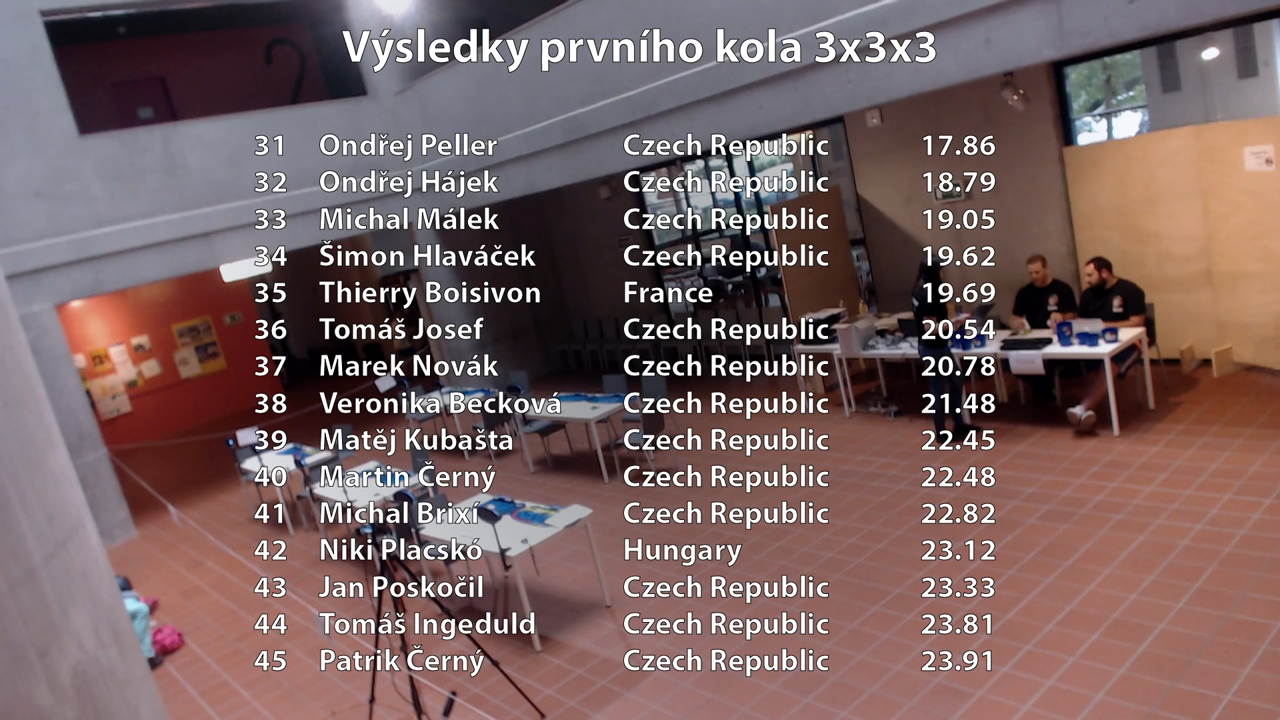 Výsledky prvního kola 3x3x3
31 Ondřej Peller Czech Republic 17.86
32 Ondřej Hájek Czech Republic 18.79
33 Michal Málek Czech Republic 19.05
34 Šimon Hlaváček Czech Republic 19.62
35 Thierry Boisivon France 19.69
36 Tomáš Josef Czech Republic 20.54
37 Marek Novák Czech Republic 20.78
38 Veronika Becková Czech Republic 21.48
39 Matěj Kubašta Czech Republic 22.45
40 Martin Černý Czech Republic 22.48
41 Michal Brixí Czech Republic 22.82
42 Niki Placskó Hungary 23.12
43 Jan Poskočil Czech Republic 23.33
44 Tomáš Ingeduld Czech Republic 23.81
45 Patrik Černý Czech Republic 23.91